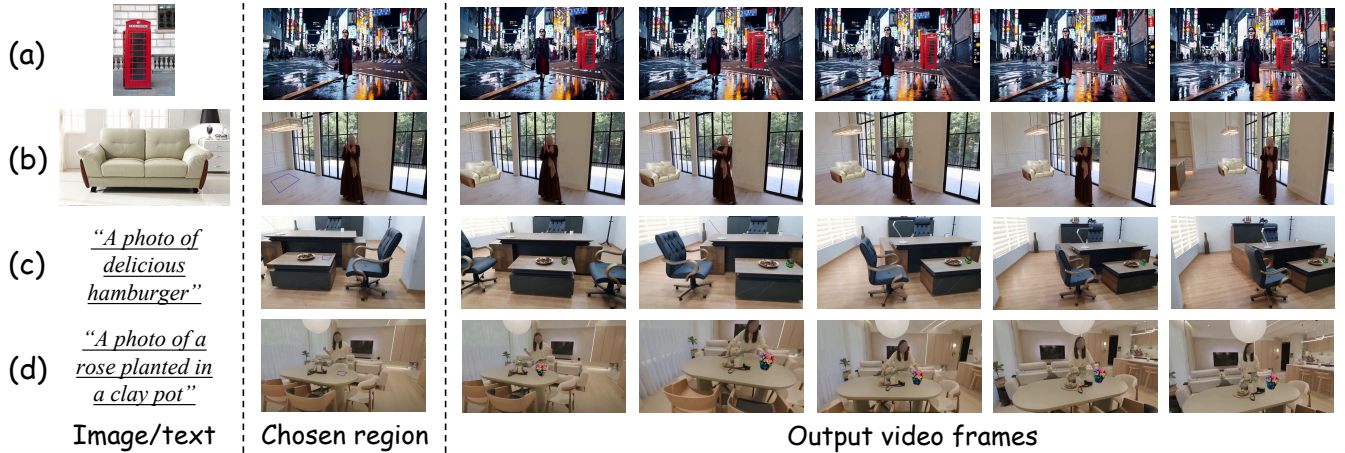 (a)
(b)
(c)
“A photo of
delicious
hamburger”
(d)
“A photo of a
rose planted in
a clay pot”
Image/text
Chosen region
Output video frames